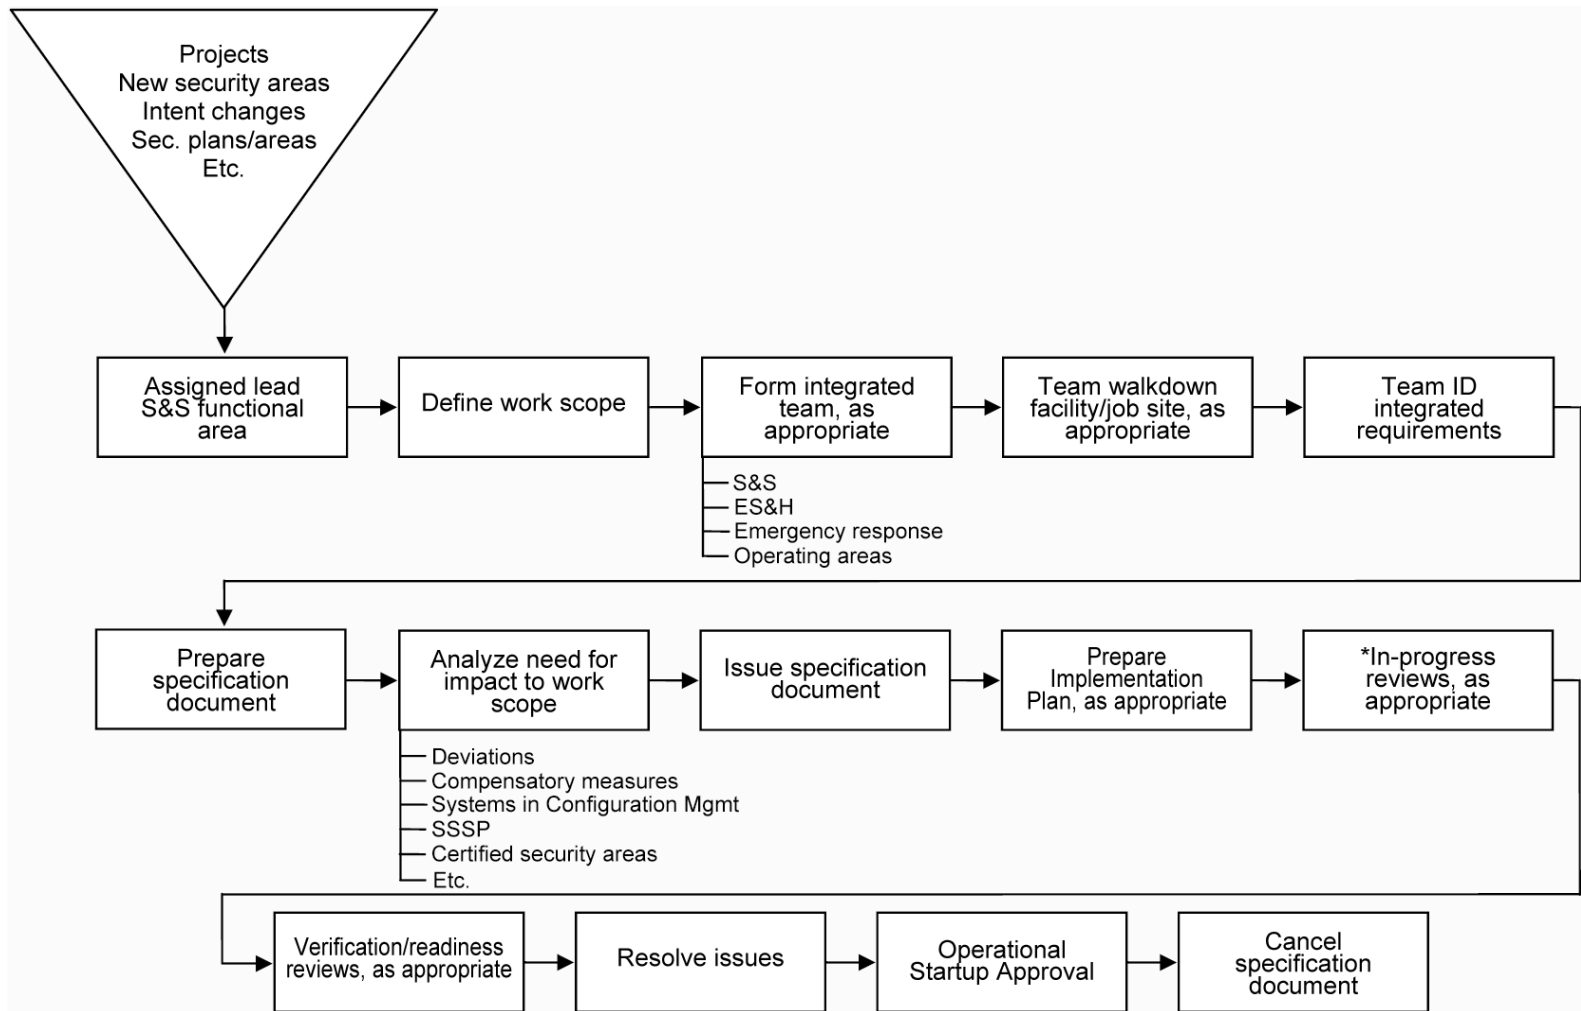 Projects
New security areas
Intent changes
Sec. plans/areas
Etc.
Assigned lead
S&S functional
area
Define work scope
Form integrated
team, as
appropriate
Team walkdown
facility/job site, as
appropriate
Team ID
integrated
requirements
S&S
ES&H
Emergency response
Operating areas
Prepare
specification
document
Analyze need for
impact to work
scope
Issue specification
document
Prepare
Implementation
Plan, as appropriate
*In-progress
reviews, as
appropriate
Deviations
Compensatory measures
Systems in Configuration Mgmt
SSSP
Certified security areas
Etc.
Verification/readiness
reviews, as appropriate
Resolve issues
Operational
Startup Approval
Cancel
specification
document